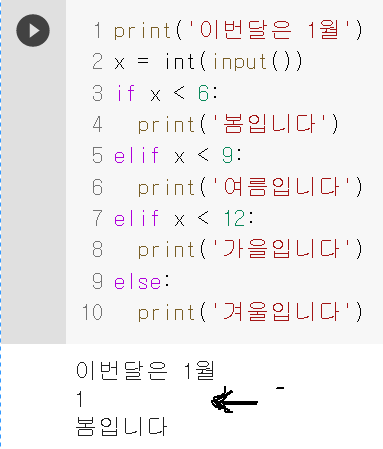 1 print('이번달은 1월')
2 x = int(input())
3 if x < 6:
4   print('봄입니다')
5 elif x < 9:
6   print('여름입니다')
7 elif x < 12:
8   print('가을입니다')
9 else:
10   print('겨울입니다')
이번달은 1월
1
봄입니다